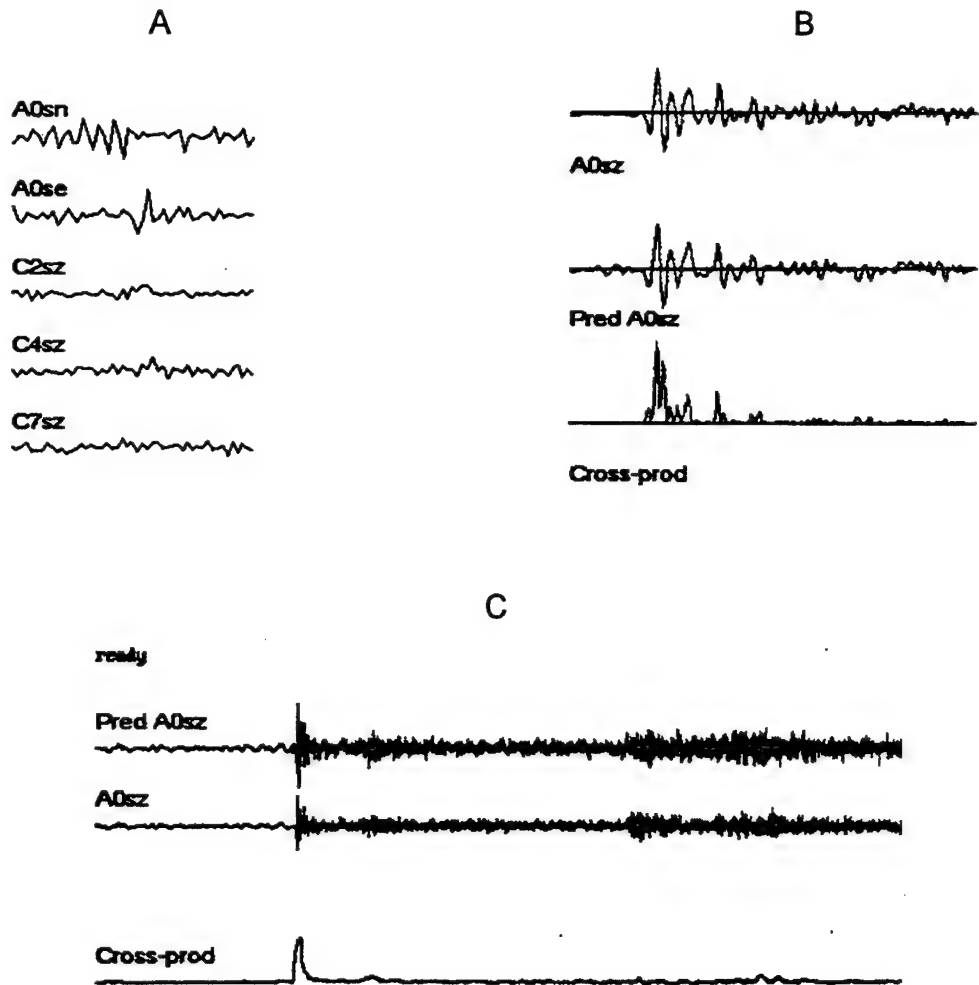 A
A0sn
A0se
C2sz
C4sz
C7sz
B
A0sz
Pred A0sz
Cross-prod
C
ready
Pred A0sz
A0sz
Cross-prod